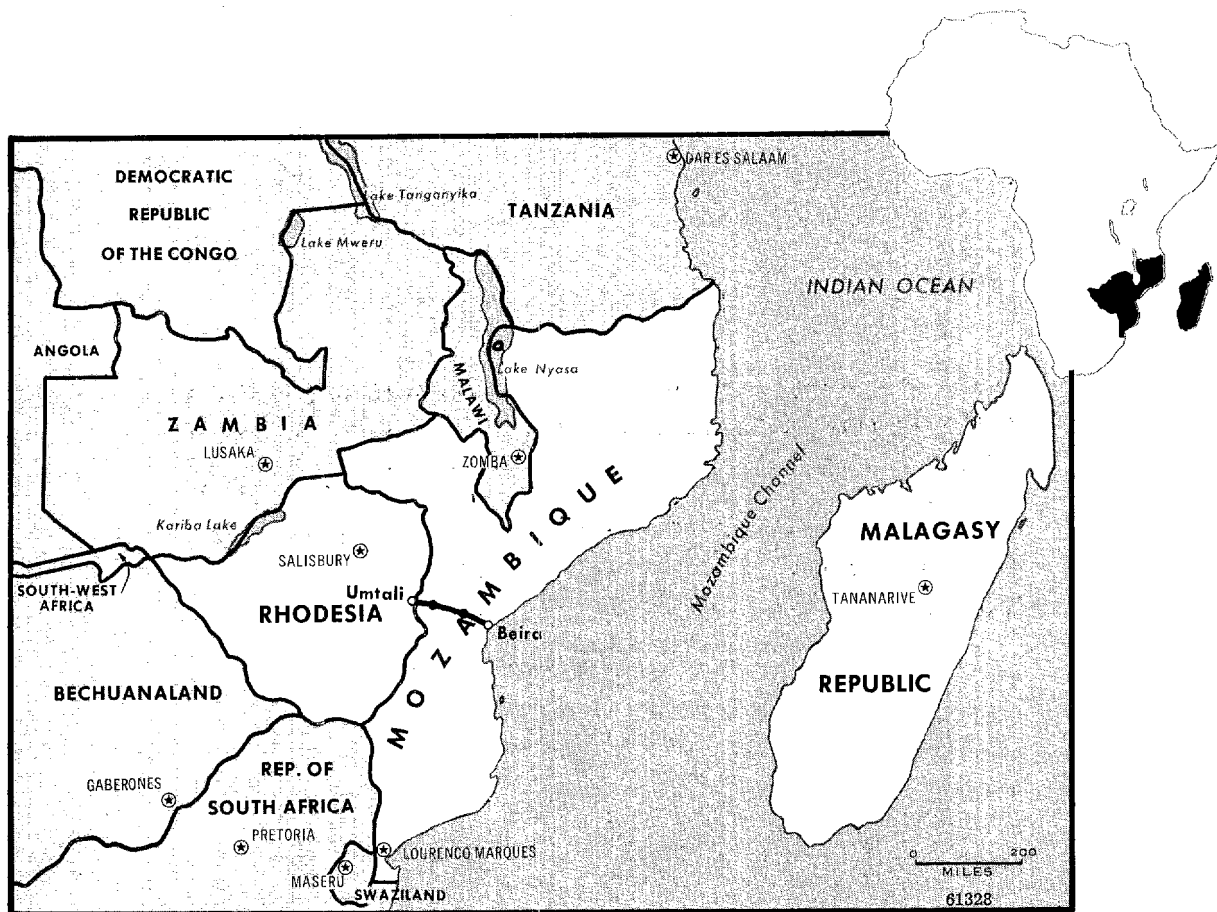 DEMOCRATIC
REPUBLIC
OF THE CONGO
Lake Tanganyika
TANZANIA
DAR ES SALAAM
Lake Mweru
INDIAN OCEAN
ANGOLA
Lake Nyasa
MALAWI
ZAMBIA
LUSAKA
ZOMBA
Kariba Lake
SALISBURY
Mozambique Channel
MALAGASY
SOUTH-WEST
AFRICA
Umtali
RHODESIA
MOZAMBIQUE
Beira
TANANARIVE
BECHUANALAND
REPUBLIC
GABERONES
REP. OF
SOUTH AFRICA
PRETORIA
LOURENCO MARQUES
MASERU
SWAZILAND
0 200
MILES
61328